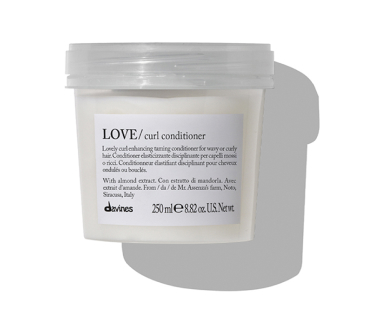 LOVE/ curl conditioner
Lovely curl enhancing taming conditioner for wavy or curly
hair. Conditioner elasticizzante disciplinante per capelli mossi
o ricci. Conditionneur élastifiant disciplinant pour cheveux
ondulés ou bouclés.
With almond extract. Con estratto di mandorla. Avec
extrait d'amande. From / da / de Mr. Assenza's farm, Noto,
Siracusa, Italy
davines
250 ml ℮ 8.82 oz. U.S. Net wt.